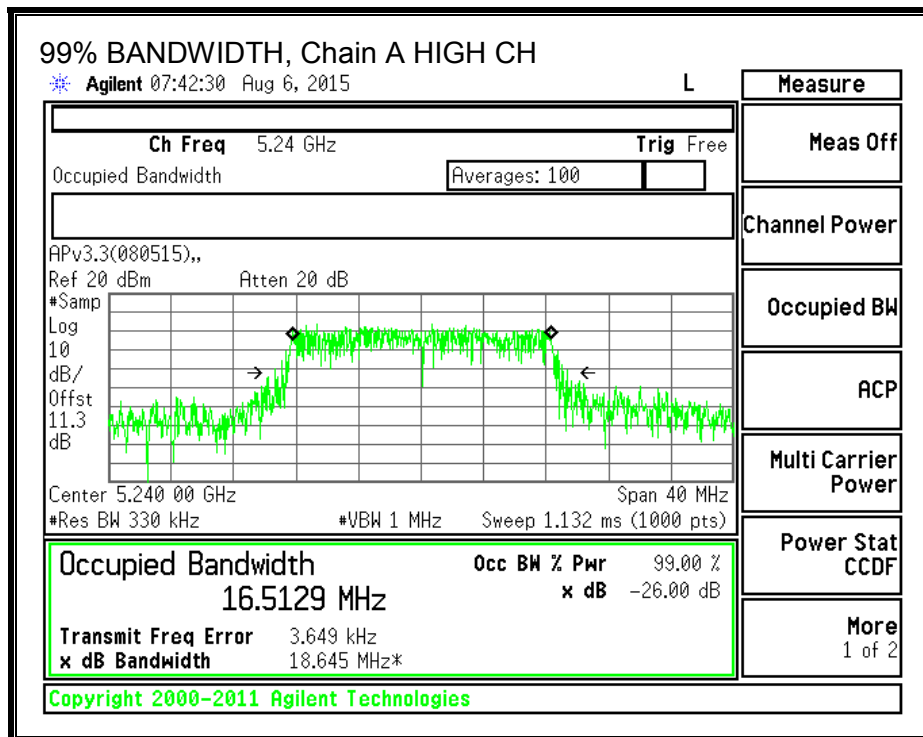 99% BANDWIDTH, Chain A HIGH CH
Agilent 07:42:30 Aug 6, 2015 L
Measure
Ch Freq 5.24 GHz Trig Free
Meas Off
Occupied Bandwidth Averages: 100
Channel Power
APv3.3(080515),,
Ref 20 dBm Atten 20 dB
#Samp
Log
10
dB/
Offst
11.3
dB
Occupied BW
ACP
Multi Carrier
Power
Center 5.240 00 GHz Span 40 MHz
#Res BW 330 kHz #VBW 1 MHz Sweep 1.132 ms (1000 pts)
Power Stat
CCDF
Occupied Bandwidth Occ BW % Pwr 99.00 %
16.5129 MHz x dB -26.00 dB
Transmit Freq Error 3.649 kHz
x dB Bandwidth 18.645 MHz*
More
1 of 2
Copyright 2000-2011 Agilent Technologies